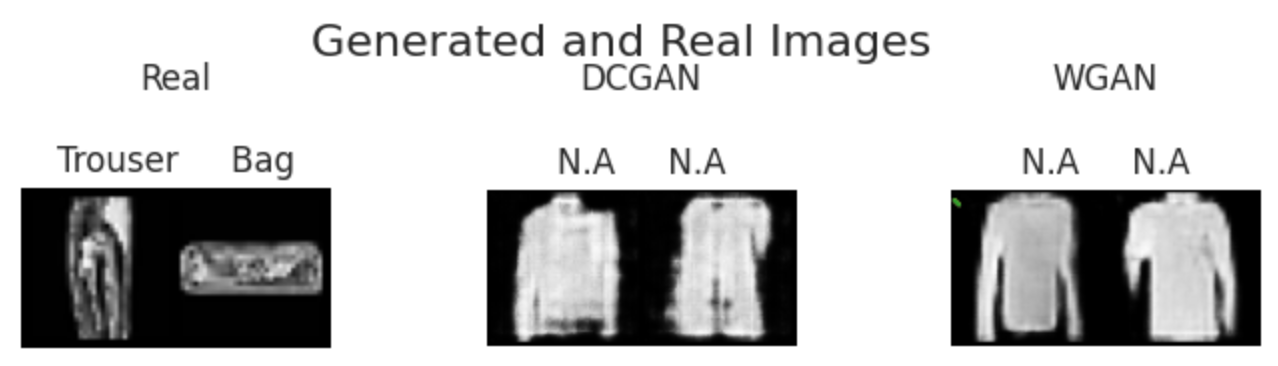 Generated and Real Images
Real DCGAN WGAN
Trouser Bag N.A N.A N.A N.A